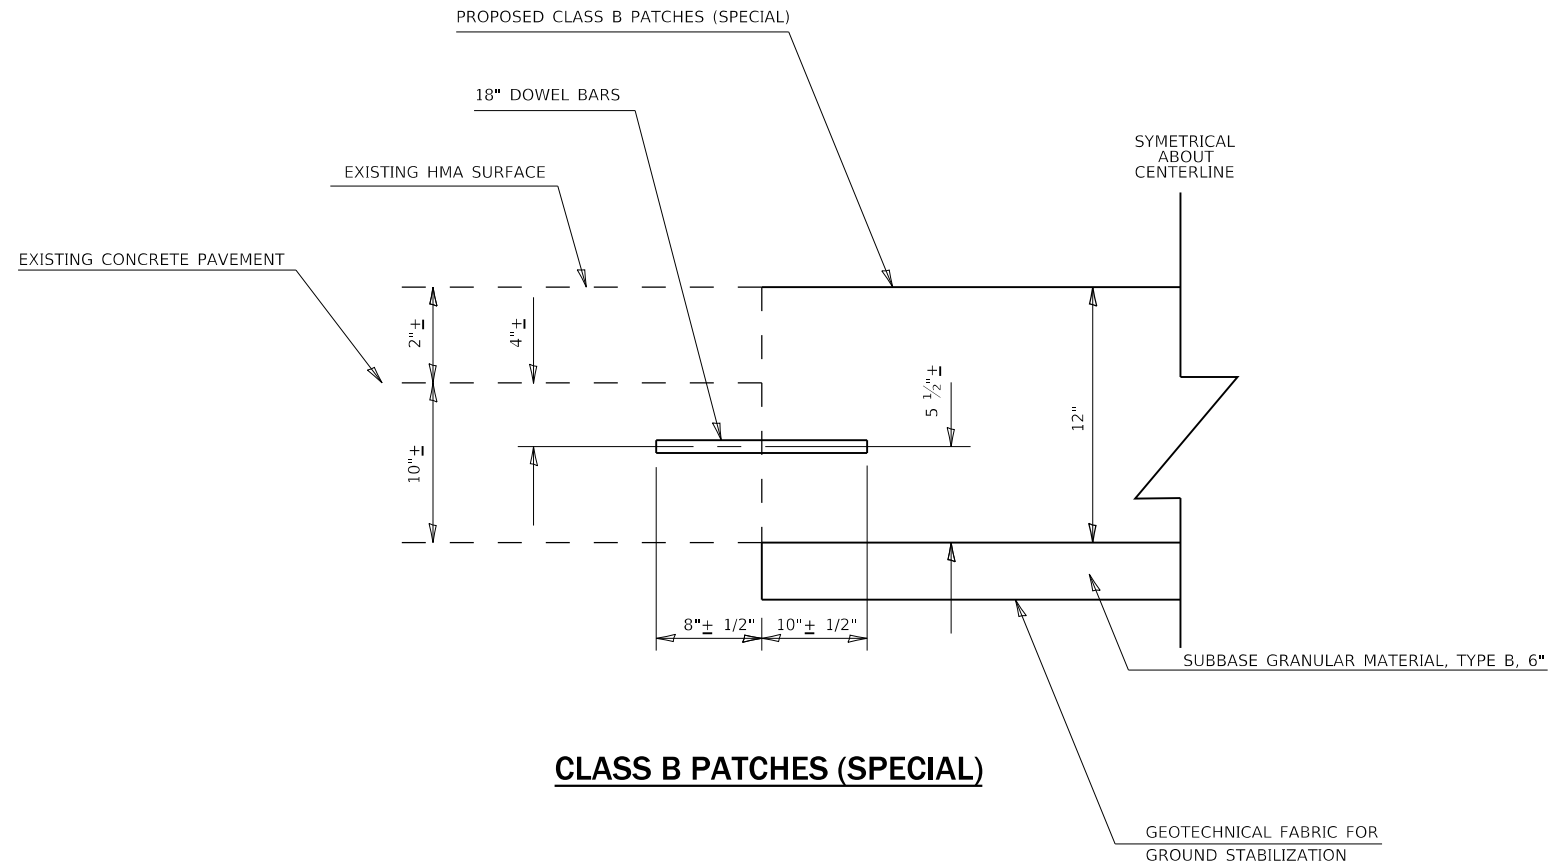 PROPOSED CLASS B PATCHES (SPECIAL)
18" DOWEL BARS
SYMETRICAL
ABOUT
CENTERLINE
EXISTING HMA SURFACE
EXISTING CONCRETE PAVEMENT
2"±
4"±
5 ½"±
12"
10"±
8"± 1/2"
10"± 1/2"
SUBBASE GRANULAR MATERIAL, TYPE B, 6"
CLASS B PATCHES (SPECIAL)
GEOTECHNICAL FABRIC FOR
GROUND STABILIZATION